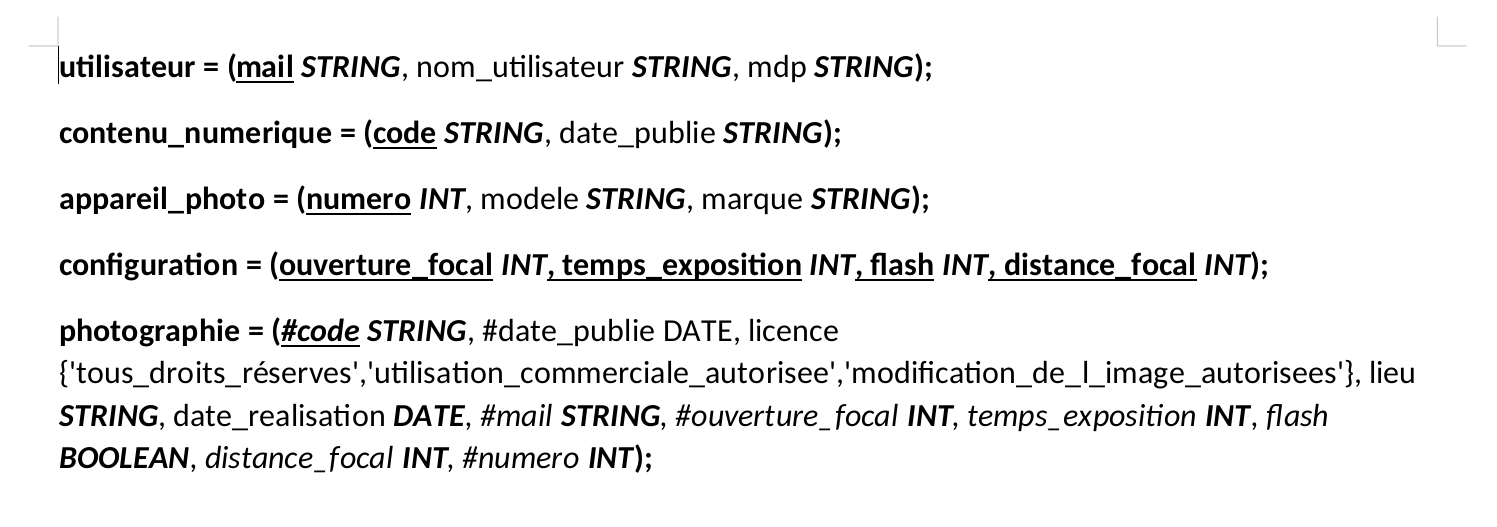 utilisateur = (mail STRING, nom_utilisateur STRING, mdp STRING);
contenu_numerique = (code STRING, date_publie STRING);
appareil_photo = (numero INT, modele STRING, marque STRING);
configuration = (ouverture_focal INT, temps_exposition INT, flash INT, distance_focal INT);
photographie = (#code STRING, #date_publie DATE, licence
{'tous_droits_réserves','utilisation_commerciale_autorisee','modification_de_l_image_autorisees'}, lieu
STRING, date_realisation DATE, #mail STRING, #ouverture_focal INT, temps_exposition INT, flash
BOOLEAN, distance_focal INT, #numero INT);